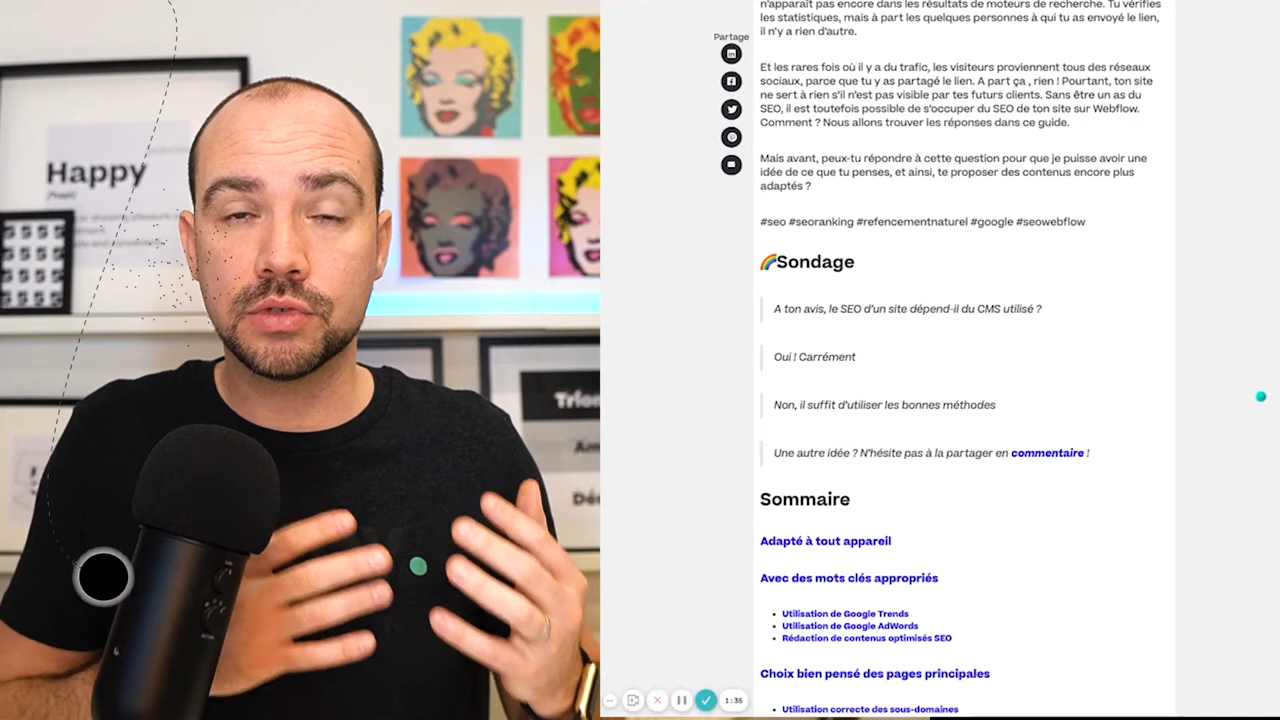 Happy
Partage
n'apparaît pas encore dans les résultats de moteurs de recherche. Tu vérifies
les statistiques, mais à part les quelques personnes à qui tu as envoyé le lien,
il n'y a rien d'autre.
Et les rares fois où il y a du trafic, les visiteurs proviennent tous des réseaux
sociaux, parce que tu y as partagé le lien. A part ça , rien ! Pourtant, ton site
ne sert à rien s'il n'est pas visible par tes futurs clients. Sans être un as du
SEO, il est toutefois possible de s'occuper du SEO de ton site sur Webflow.
Comment ? Nous allons trouver les réponses dans ce guide.
Mais avant, peux-tu répondre à cette question pour que je puisse avoir une
idée de ce que tu penses, et ainsi, te proposer des contenus encore plus
adaptés ?
#seo #seoranking #refencementnaturel #google #seowebflow
🌈Sondage
A ton avis, le SEO d'un site dépend-il du CMS utilisé ?
Oui ! Carrément
Non, il suffit d'utiliser les bonnes méthodes
Une autre idée ? N'hésite pas à la partager en commentaire !
Sommaire
Adapté à tout appareil
Avec des mots clés appropriés
• Utilisation de Google Trends
• Utilisation de Google AdWords
• Rédaction de contenus optimisés SEO
Choix bien pensé des pages principales
• Utilisation correcte des sous-domaines
1:36